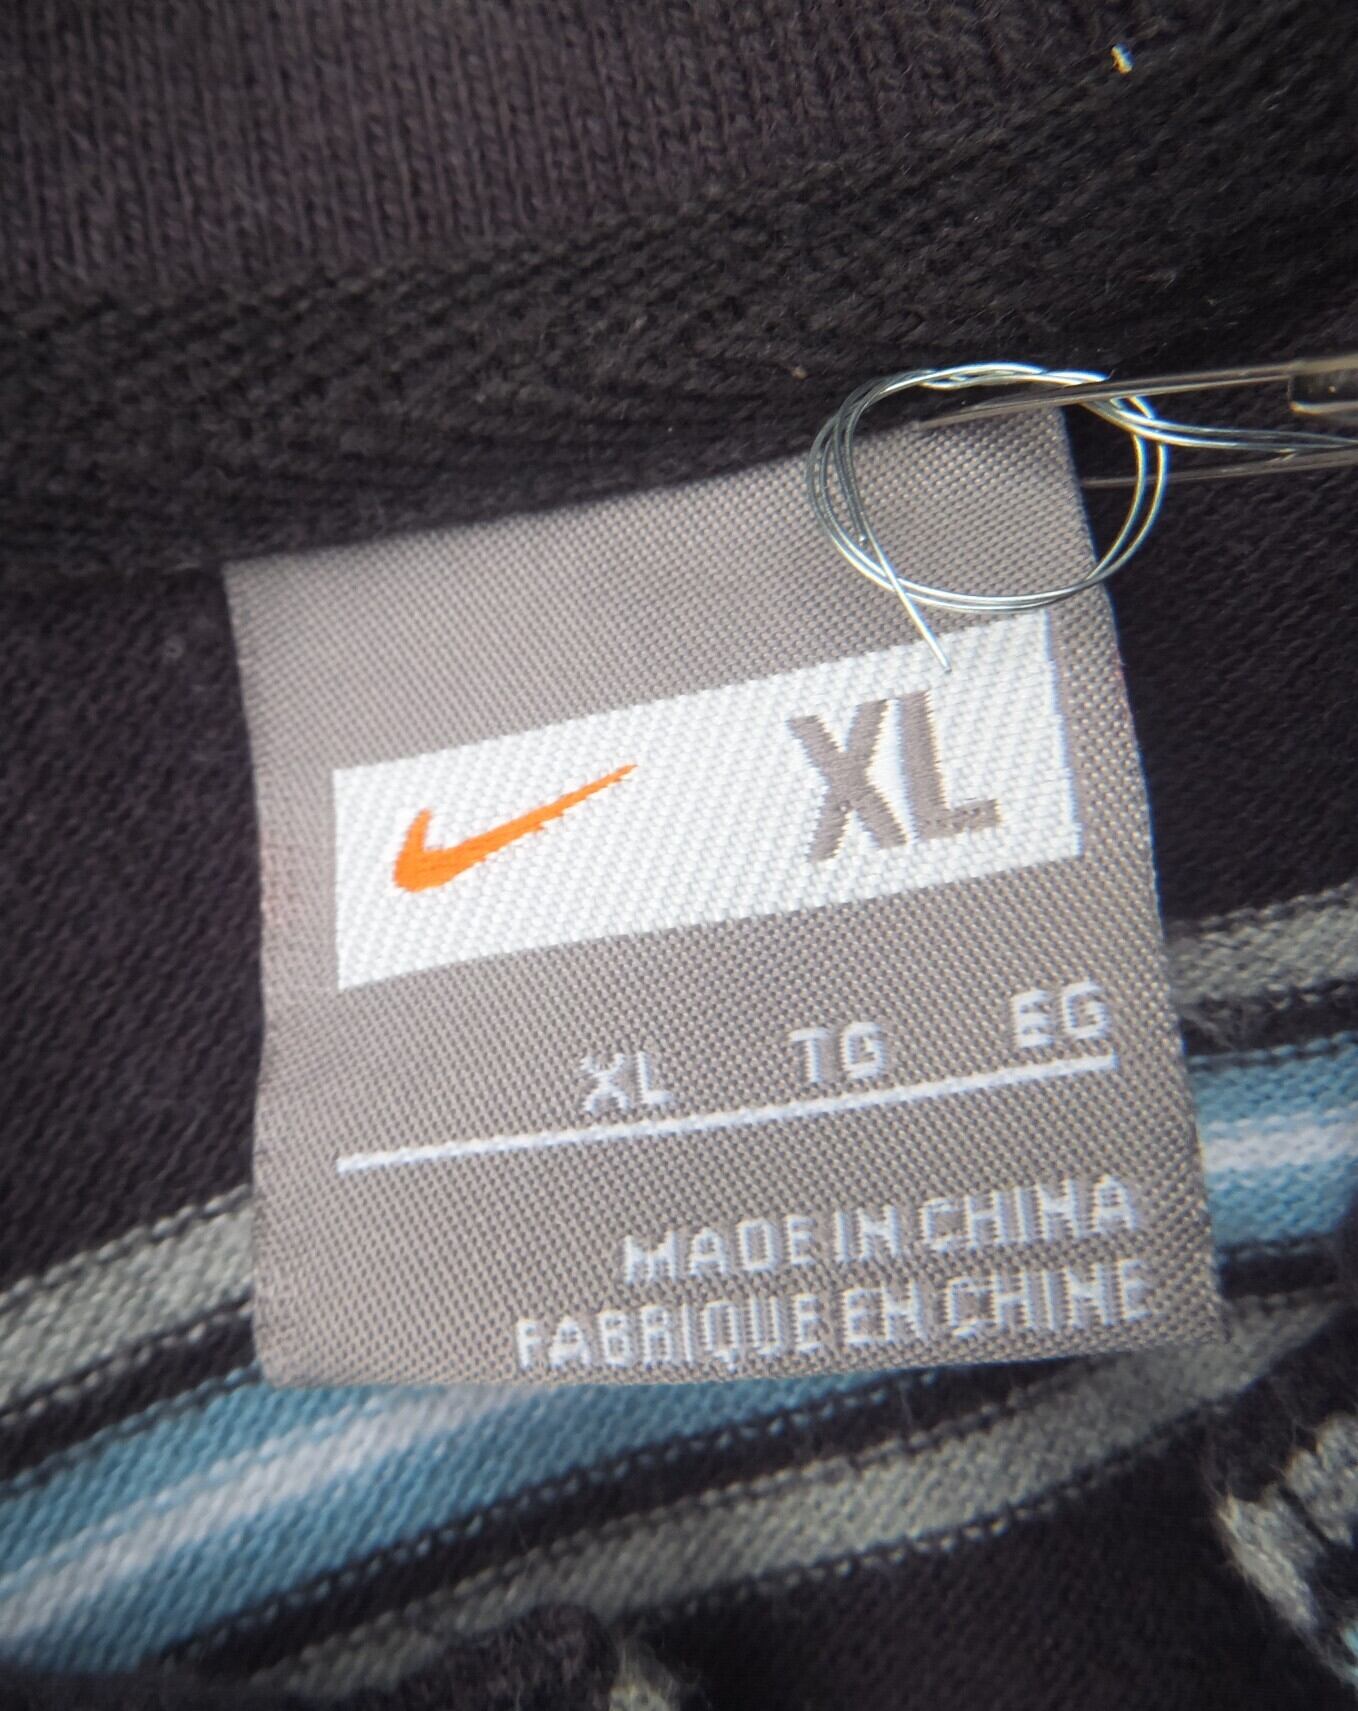 XL
XL TG EG
MADE IN CHINA
FABRIQUE EN CHINE